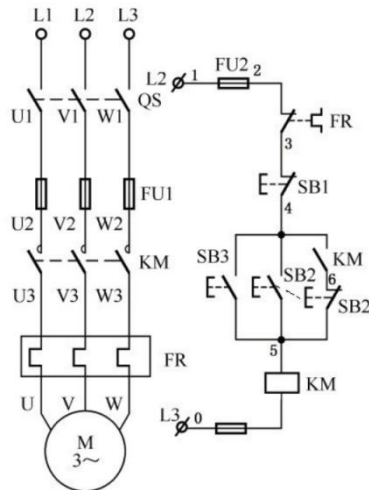 L1 L2 L3
L2 1 FU2 2
QS
U1 V1 W1
FR
3
FU1
SB1
4
U2 V2 W2
KM
SB3 SB2 KM
6
SB2
U3 V3 W3
5
FR
KM
U V W
L3 0
M
3~